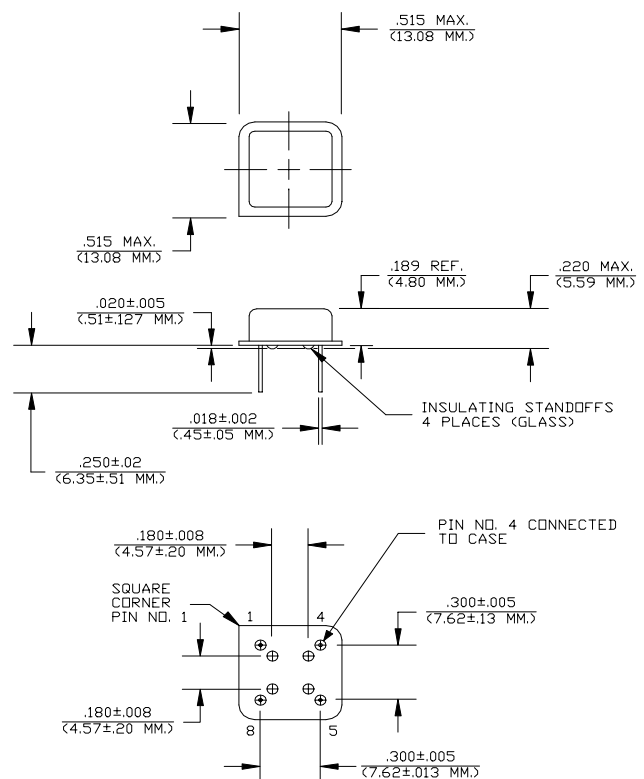 .515 MAX.
(13.08 MM.)
.515 MAX.
(13.08 MM.)
.189 REF.
(4.80 MM.)
.220 MAX.
(5.59 MM.)
.020±.005
(.51±.127 MM.)
INSULATING STANDOFFS
4 PLACES (GLASS)
.018±.002
(.45±.05 MM.)
.250±.02
(6.35±.51 MM.)
PIN NO. 4 CONNECTED
TO CASE
.180±.008
(4.57±.20 MM.)
SQUARE
CORNER
PIN NO. 1
1
4
.300±.005
(7.62±.13 MM.)
.180±.008
(4.57±.20 MM.)
8
5
.300±.005
(7.62±.013 MM.)